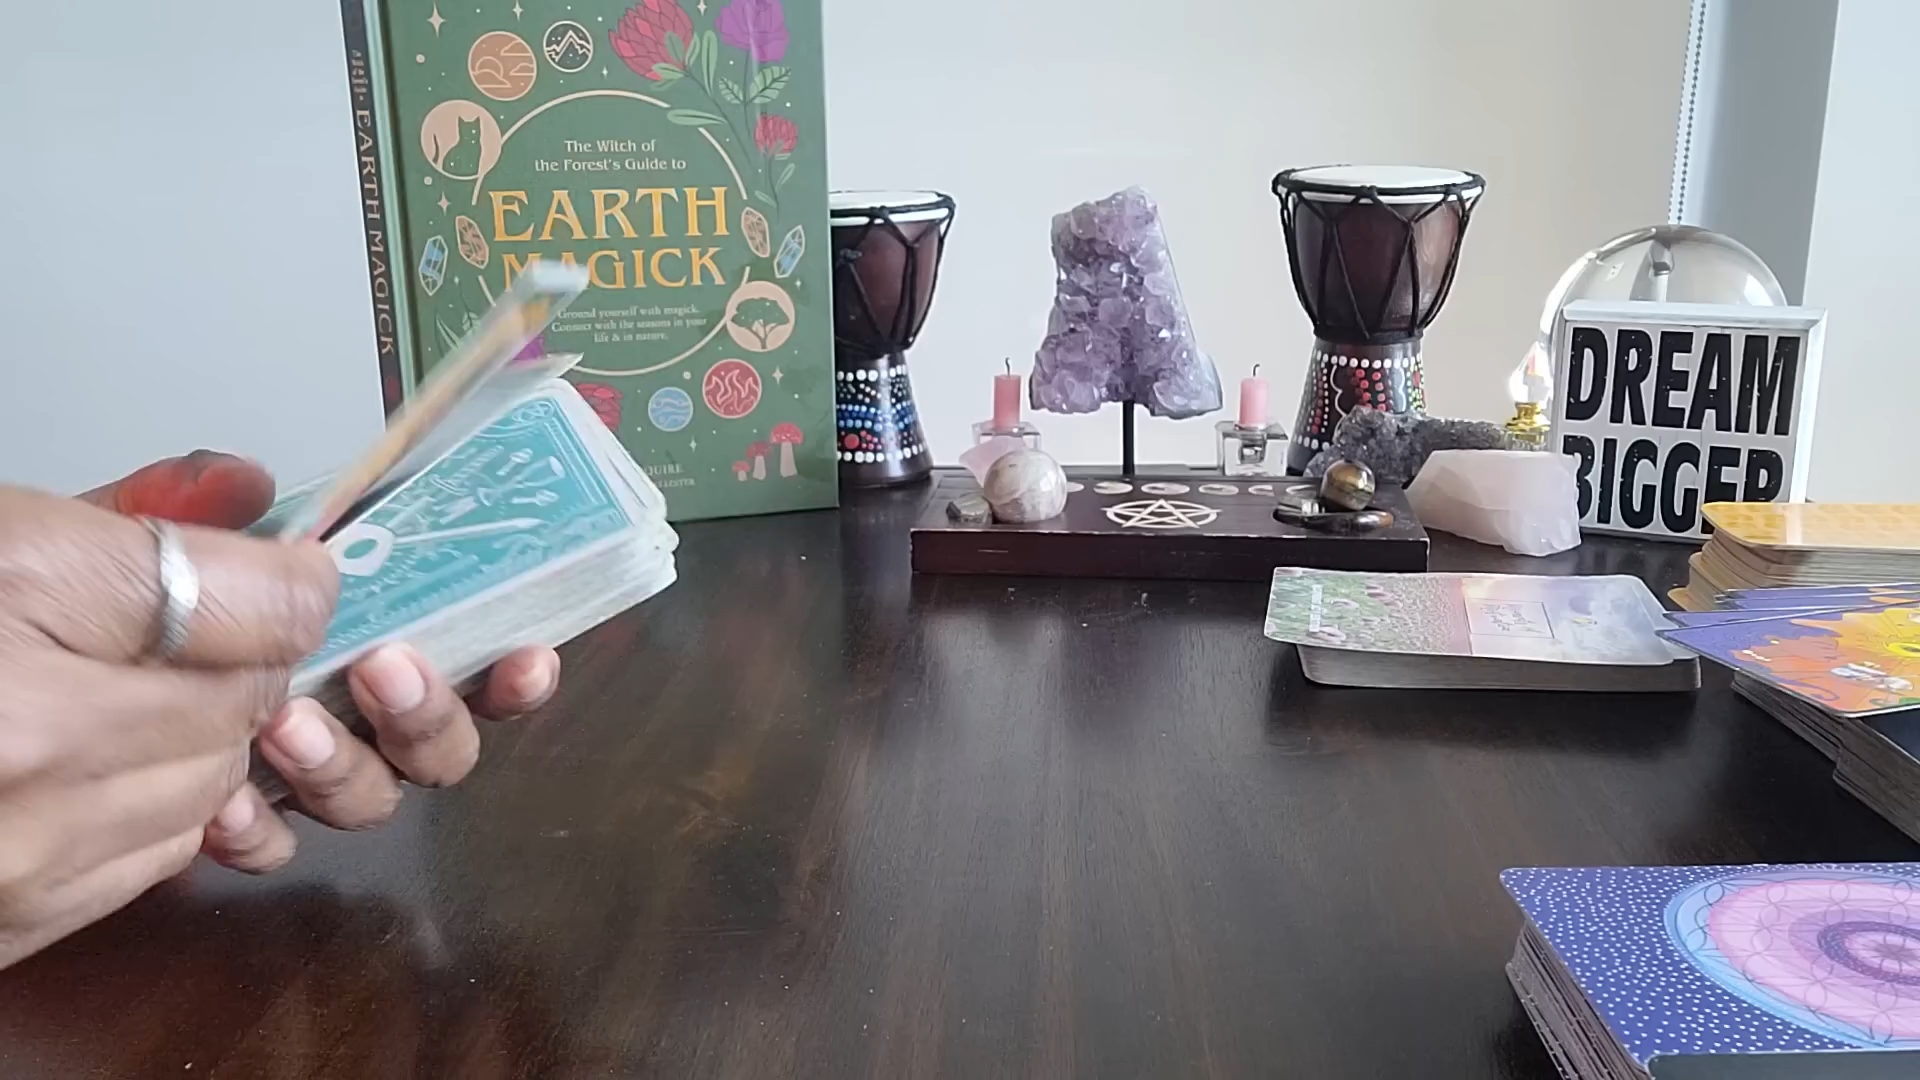 EARTH MAGICK
The Witch of
the Forest's Guide to
EARTH
MAGICK
Ground yourself with magick.
Connect with the seasons in your
life & in nature.
QUIRE
DREAM
BIGGER